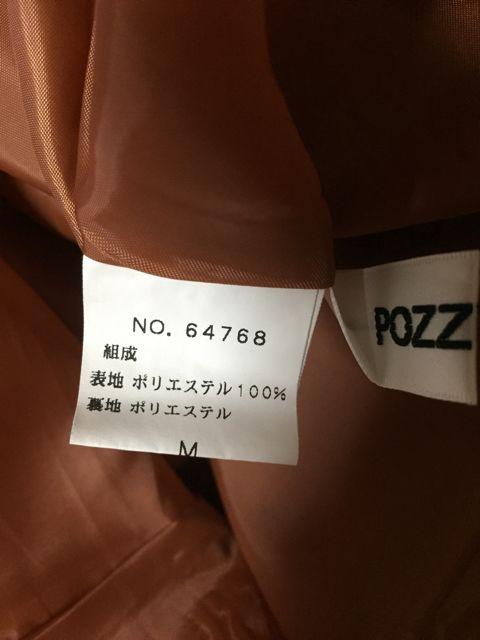 NO. 64768
組成
表地 ポリエステル100%
裏地 ポリエステル
M
POZZ